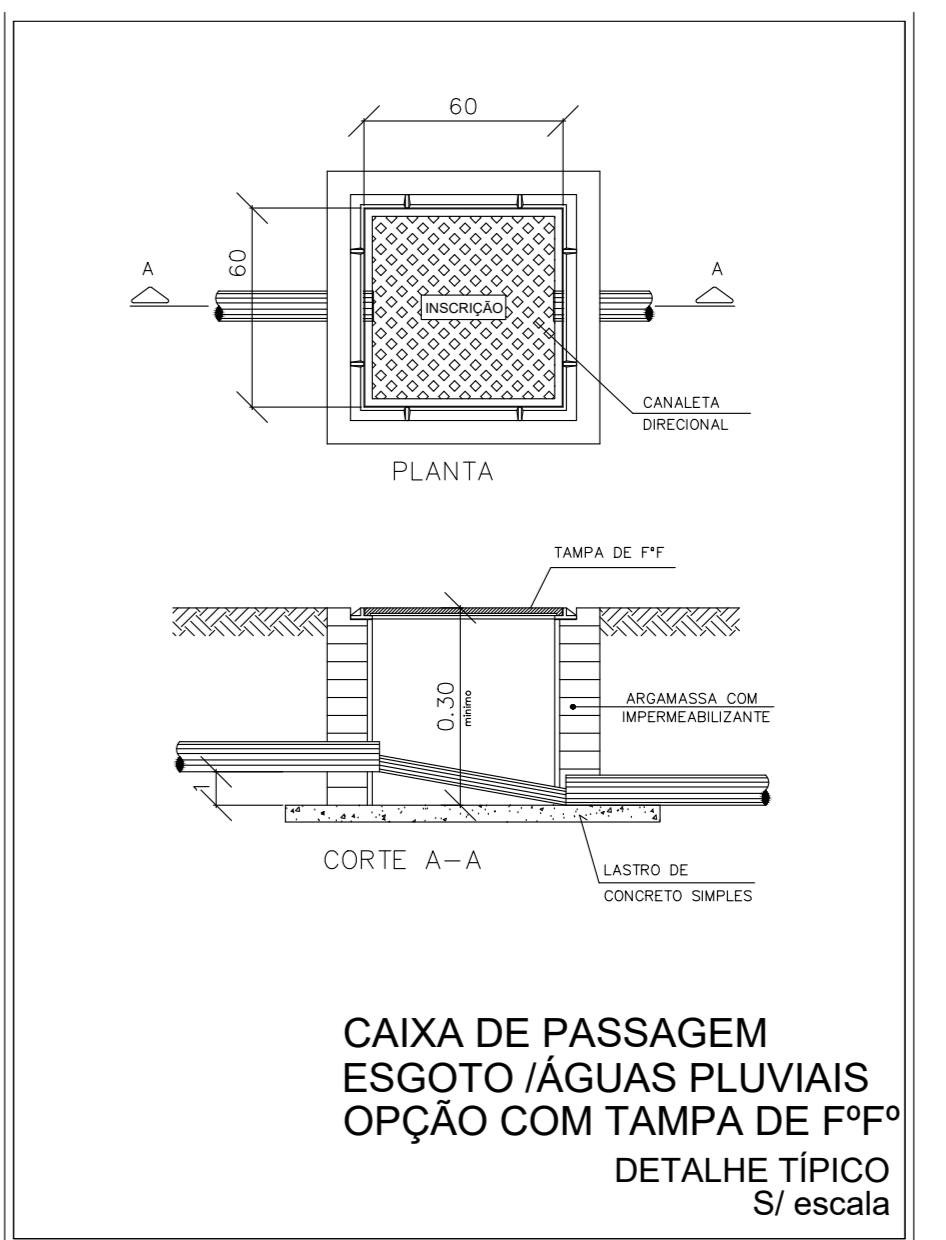 60
60
A
A
INSCRIÇÃO
CANALETA
DIRECIONAL
PLANTA
TAMPA DE FºF
0.30
mínimo
ARGAMASSA COM
IMPERMEABILIZANTE
1
CORTE A-A
LASTRO DE
CONCRETO SIMPLES
CAIXA DE PASSAGEM
ESGOTO /ÁGUAS PLUVIAIS
OPÇÃO COM TAMPA DE FºFº
DETALHE TÍPICO
S/ escala